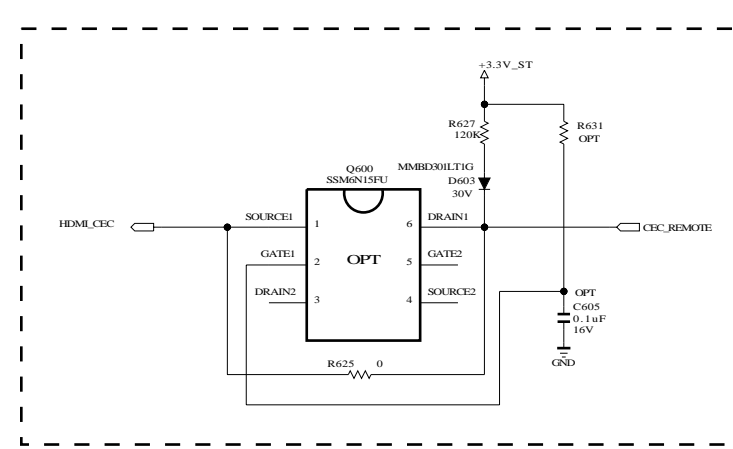 +3.3V_ST
R627
120K
R631
OPT
Q600
SSM6N15FU
MMBD301LT1G
D603
30V
HDMI_CEC
SOURCE1
1
6
DRAIN1
CEC_REMOTE
GATE1
2
OPT
5
GATE2
DRAIN2
3
4
SOURCE2
OPT
C605
0.1uF
16V
GND
R625 0